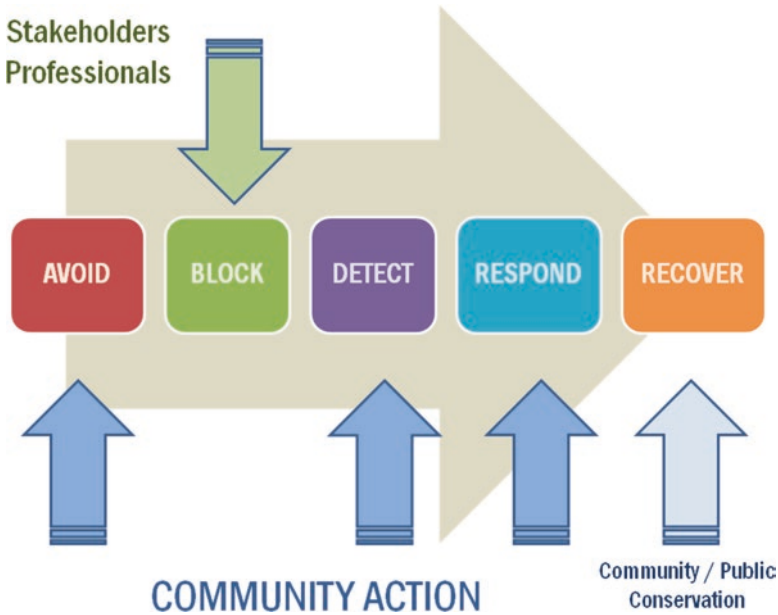 Stakeholders
Professionals
AVOID
BLOCK
DETECT
RESPOND
RECOVER
COMMUNITY ACTION
Community / Public
Conservation